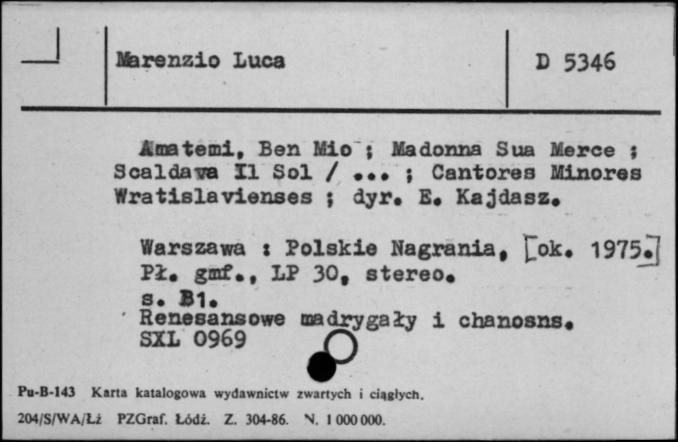 Marenzio Luca
D 5346
Amatemi, Ben Mio ; Madonna Sua Merce ;
Scaldava Il Sol / ... ; Cantores Minores
Wratislavienses ; dyr. E. Kajdasz.
Warszawa : Polskie Nagrania, [ok. 1975.]
Pł. gmf., LP 30, stereo.
s. B1.
Renesansowe madrygały i chanosns.
SXL 0969
Pu-B-143 Karta katalogowa wydawnictw zwartych i ciągłych.
204/S/WA/Łź PZGraf. Łódź. Z. 304-86. N. 1 000 000.